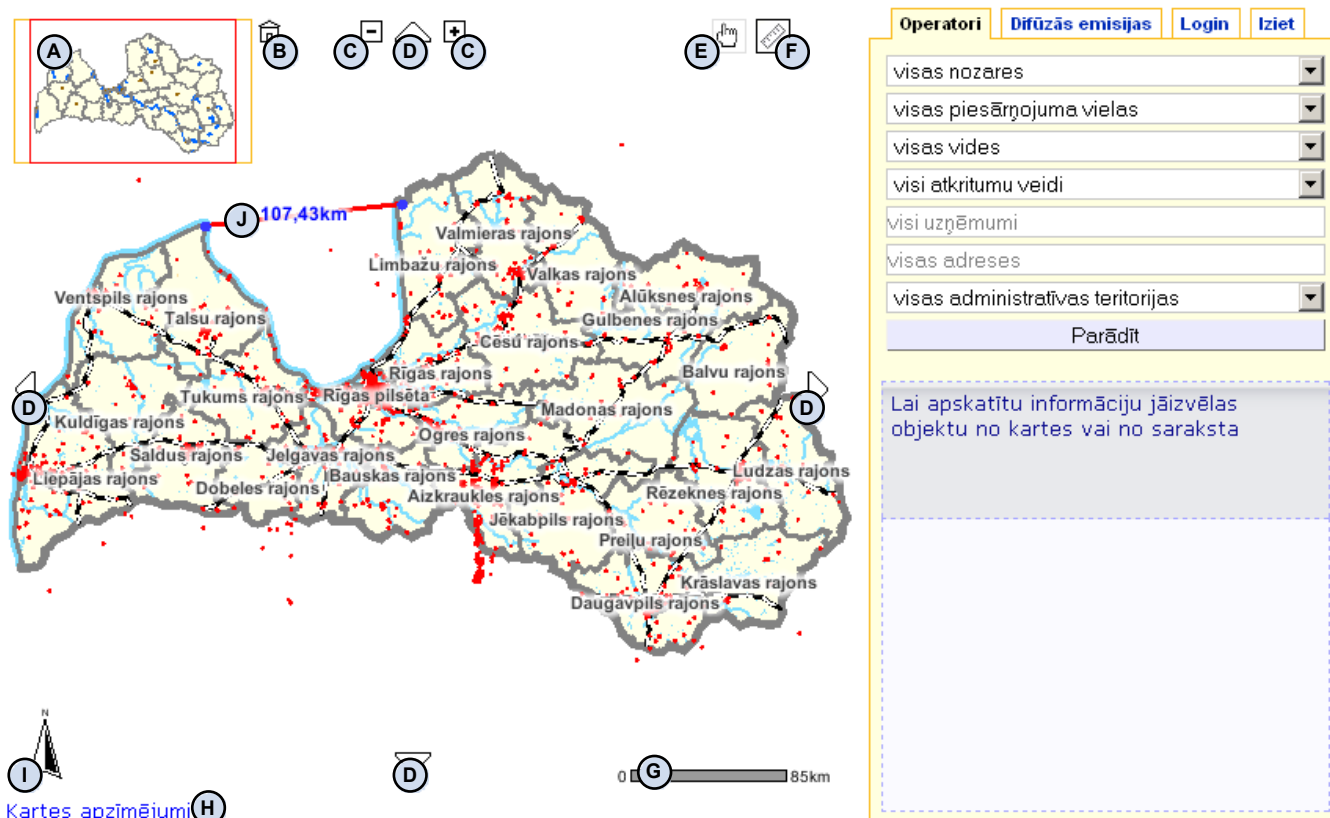 A
B
C
D
C
E
F
J
107,43km
Valmieras rajons
Limbažu rajons
Valkas rajons
Ventspils rajons
Alūksnes rajons
Talsu rajons
Gulbenes rajons
Cēsu rajons
Rīgas rajons
Balvu rajons
D
Tukums rajons
Rīgas pilsēta
D
Madonas rajons
Kuldīgas rajons
Ogres rajons
Saldus rajons
Jelgavas rajons
Liepājas rajons
Bauskas rajons
Ludzas rajons
Dobeles rajons
Aizkraukles rajons
Rēzeknes rajons
Jēkabpils rajons
Preiļu rajons
Krāslavas rajons
Daugavpils rajons
N
I
D
0
G
85km
Kartes apzīmējumi
H
Operatori
Difūzās emisijas
Login
Iziet
visas nozares
visas piesārņojuma vielas
visas vides
visi atkritumu veidi
visi uzņēmumi
visas adreses
visas administratīvas teritorijas
Parādīt
Lai apskatītu informāciju jāizvēlas
objektu no kartes vai no saraksta